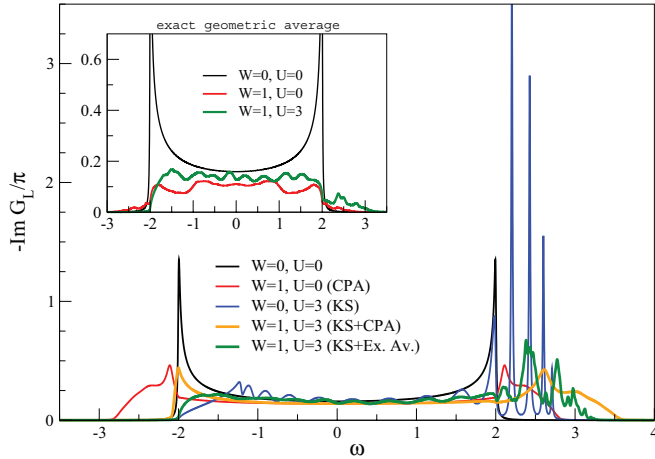 exact geometric average
W=0, U=0
W=1, U=0
W=1, U=3
0.6
0.4
0.2
0
-3 -2 -1 0 1 2 3
3
2
1
0
-Im G_L/π
W=0, U=0
W=1, U=0 (CPA)
W=0, U=3 (KS)
W=1, U=3 (KS+CPA)
W=1, U=3 (KS+Ex. Av.)
-3 -2 -1 0 1 2 3 4
ω